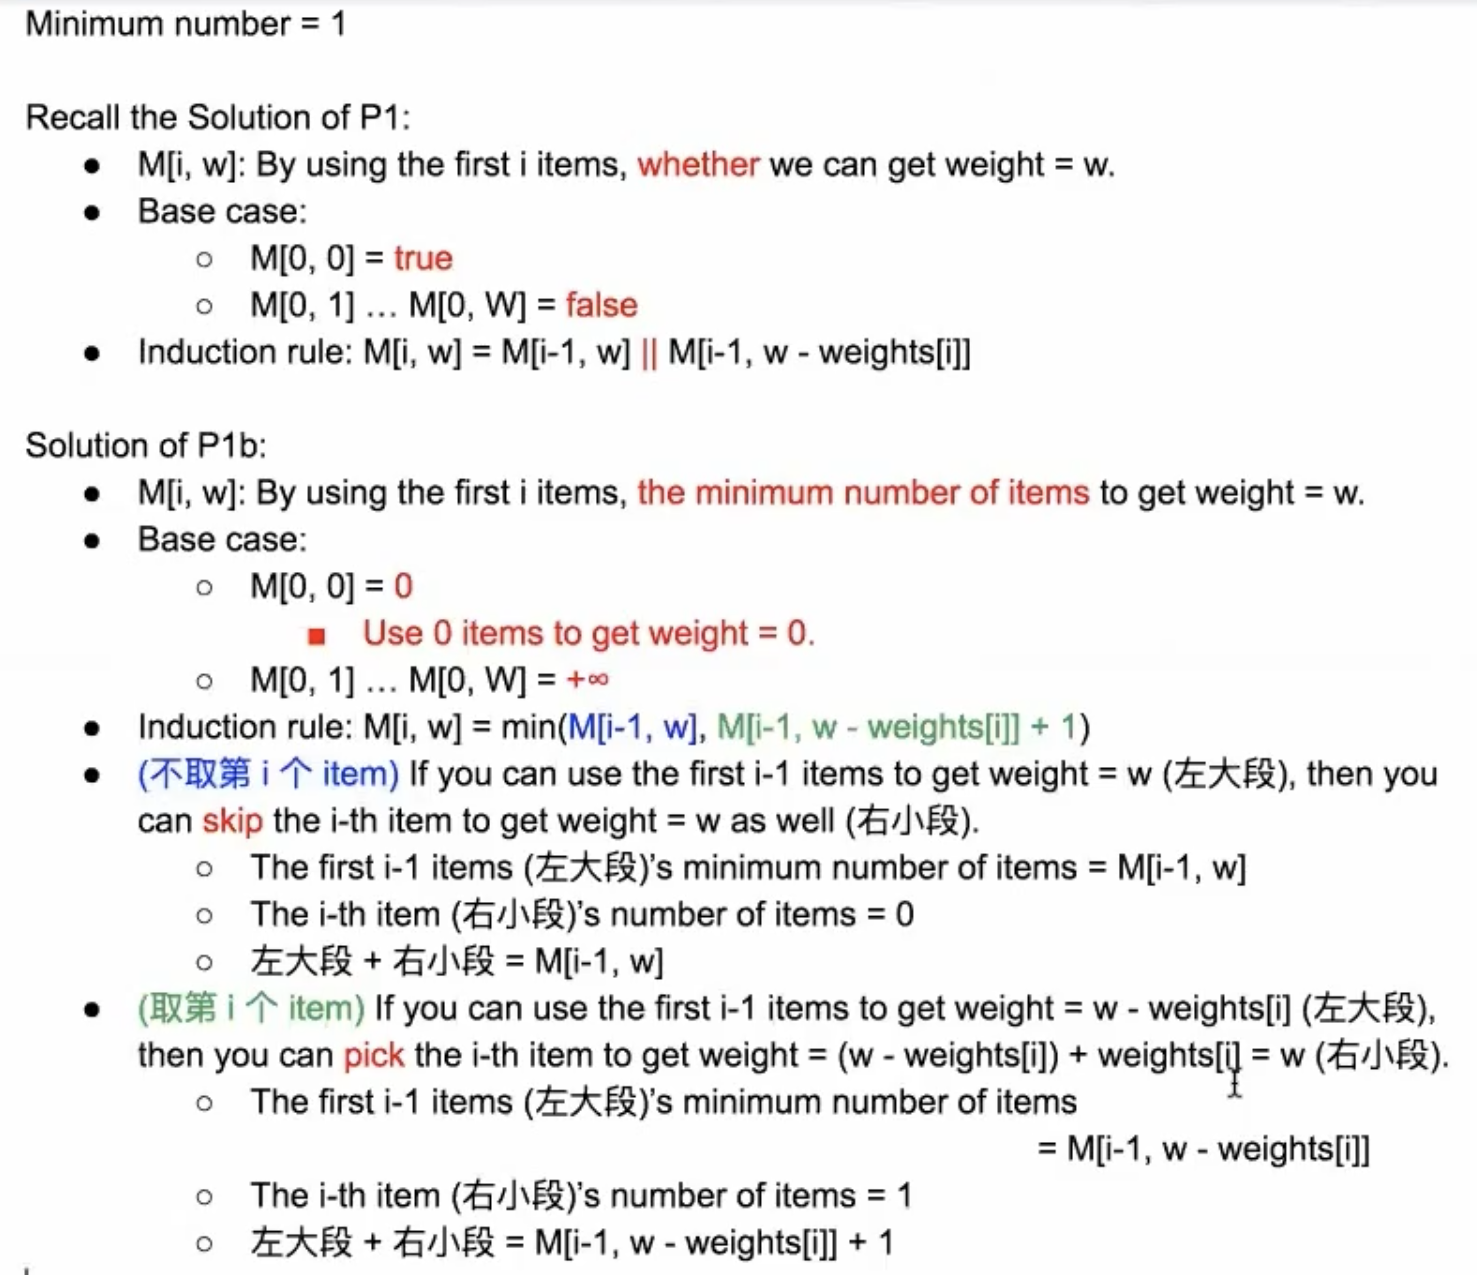 Minimum number = 1
Recall the Solution of P1:
● M[i, w]: By using the first i items, whether we can get weight = w.
● Base case:
○ M[0, 0] = true
○ M[0, 1] ... M[0, W] = false
● Induction rule: M[i, w] = M[i-1, w] || M[i-1, w - weights[i]]
Solution of P1b:
● M[i, w]: By using the first i items, the minimum number of items to get weight = w.
● Base case:
○ M[0, 0] = 0
■ Use 0 items to get weight = 0.
○ M[0, 1] ... M[0, W] = +∞
● Induction rule: M[i, w] = min(M[i-1, w], M[i-1, w - weights[i]] + 1)
● (不取第 i 个 item) If you can use the first i-1 items to get weight = w (左大段), then you
can skip the i-th item to get weight = w as well (右小段).
○ The first i-1 items (左大段)’s minimum number of items = M[i-1, w]
○ The i-th item (右小段)’s number of items = 0
○ 左大段 + 右小段 = M[i-1, w]
● (取第 i 个 item) If you can use the first i-1 items to get weight = w - weights[i] (左大段),
then you can pick the i-th item to get weight = (w - weights[i]) + weights[i] = w (右小段).
○ The first i-1 items (左大段)’s minimum number of items
= M[i-1, w - weights[i]]
○ The i-th item (右小段)’s number of items = 1
○ 左大段 + 右小段 = M[i-1, w - weights[i]] + 1